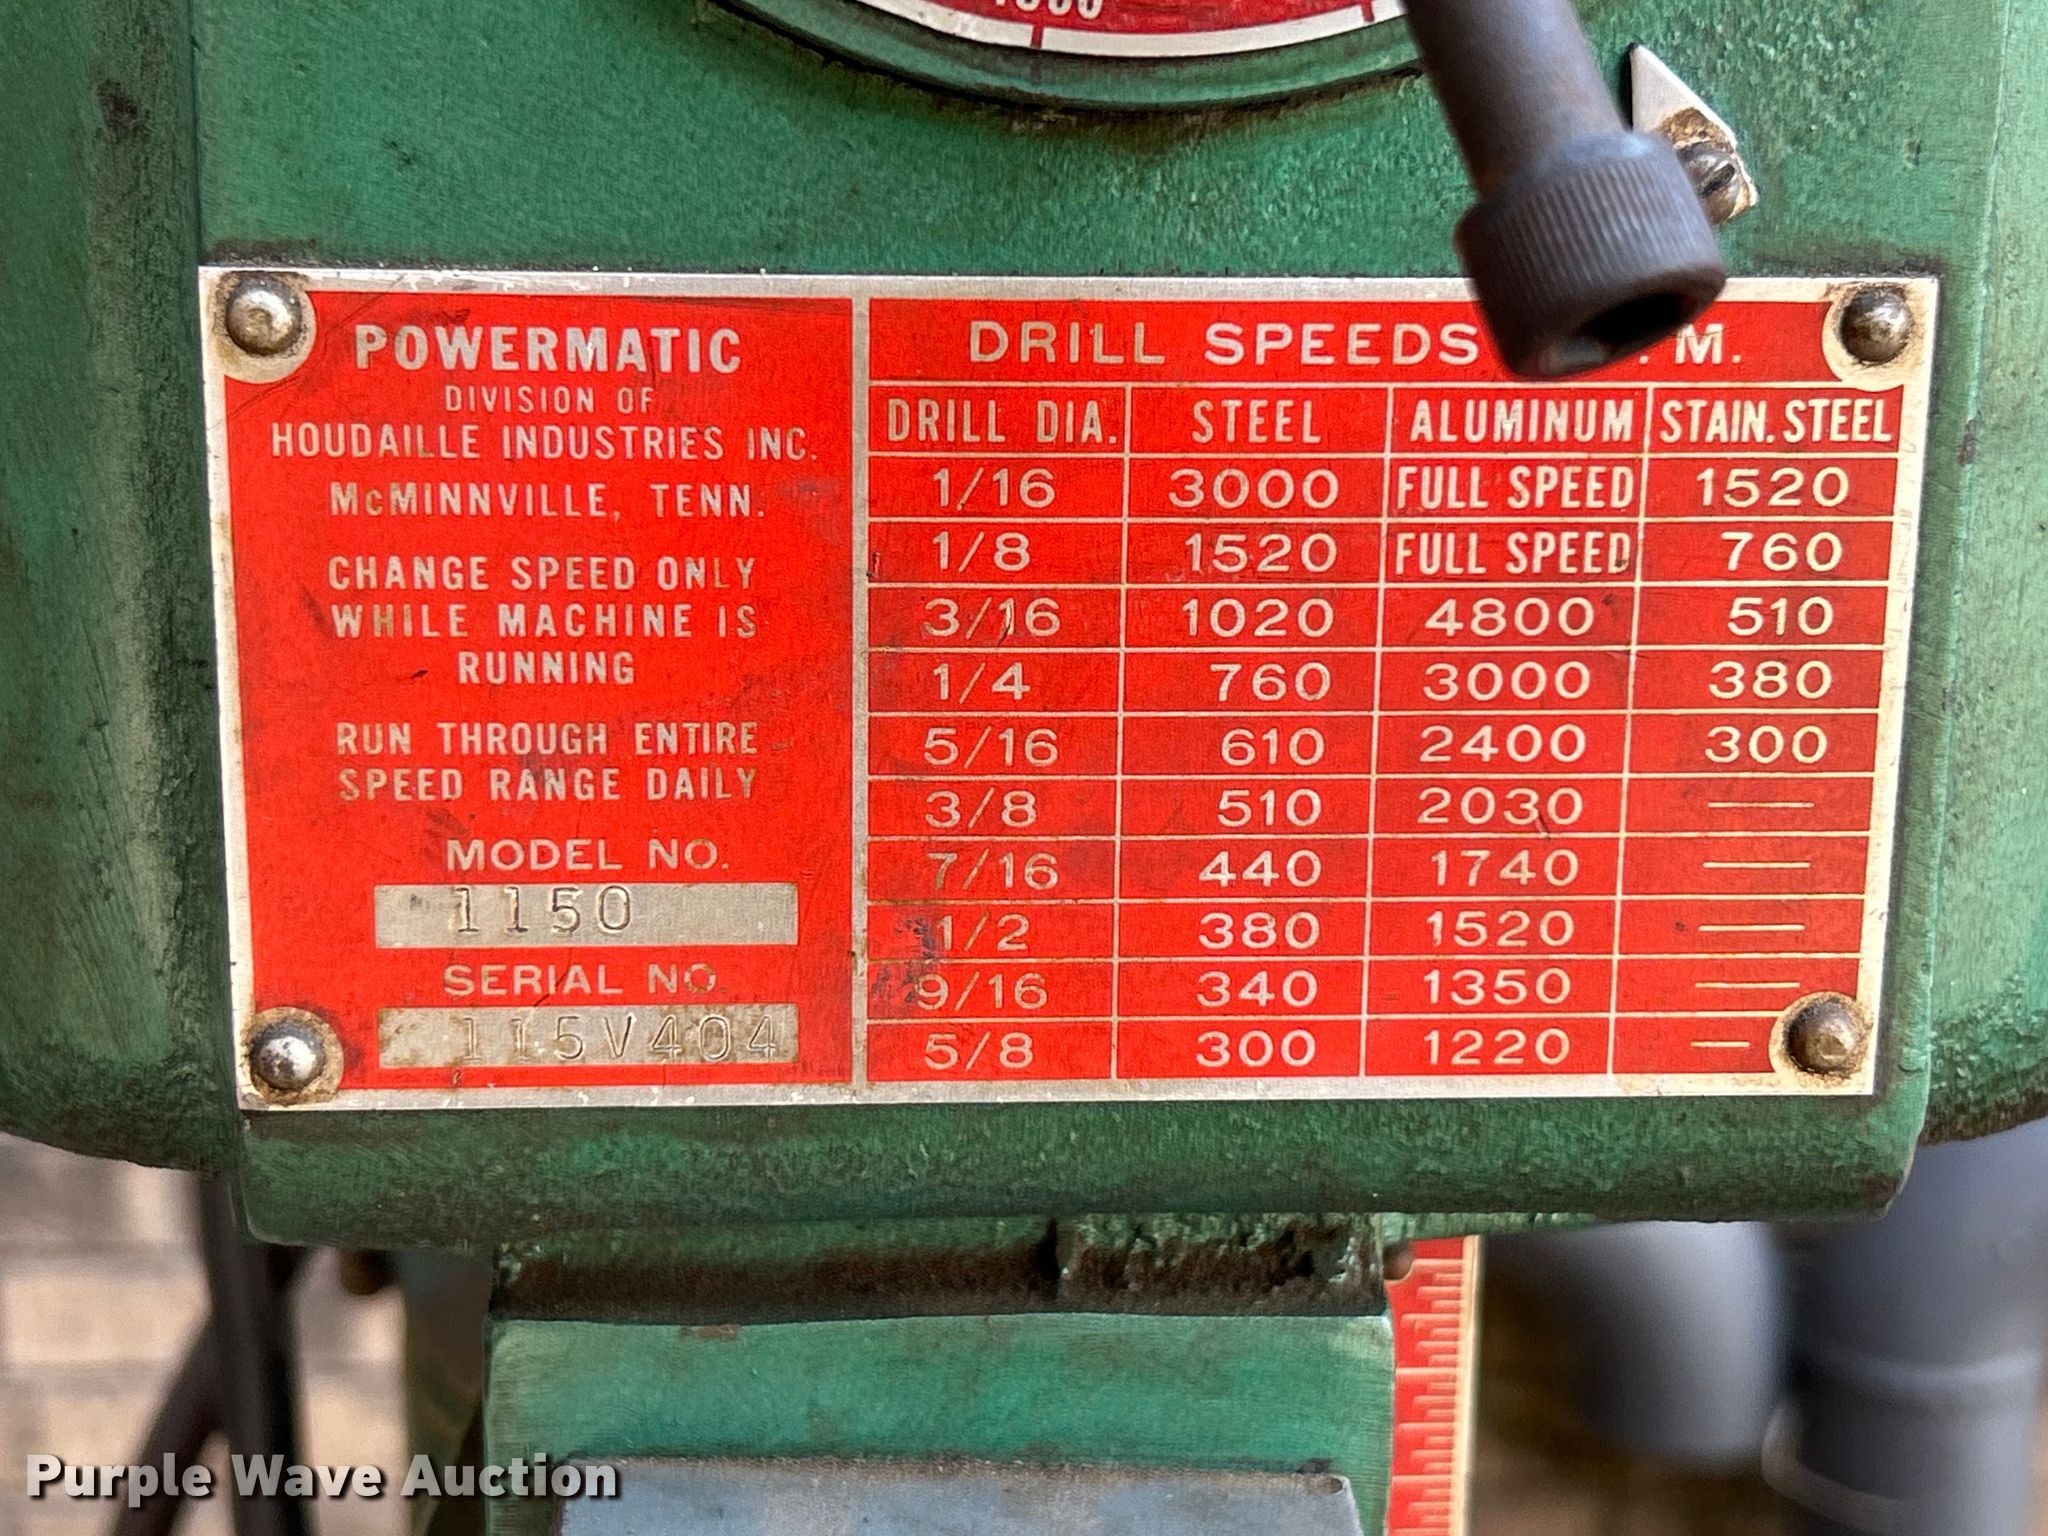 POWERMATIC
DIVISION OF
HOUDAILLE INDUSTRIES INC.
McMINNVILLE, TENN.
CHANGE SPEED ONLY
WHILE MACHINE IS
RUNNING
RUN THROUGH ENTIRE
SPEED RANGE DAILY
MODEL NO.
1150
SERIAL NO.
115V404
DRILL SPEEDS M.
DRILL DIA. STEEL ALUMINUM STAIN. STEEL
1/16 3000 FULL SPEED 1520
1/8 1520 FULL SPEED 760
3/16 1020 4800 510
1/4 760 3000 380
5/16 610 2400 300
3/8 510 2030 —
7/16 440 1740 —
1/2 380 1520 —
9/16 340 1350 —
5/8 300 1220 —
Purple Wave Auction